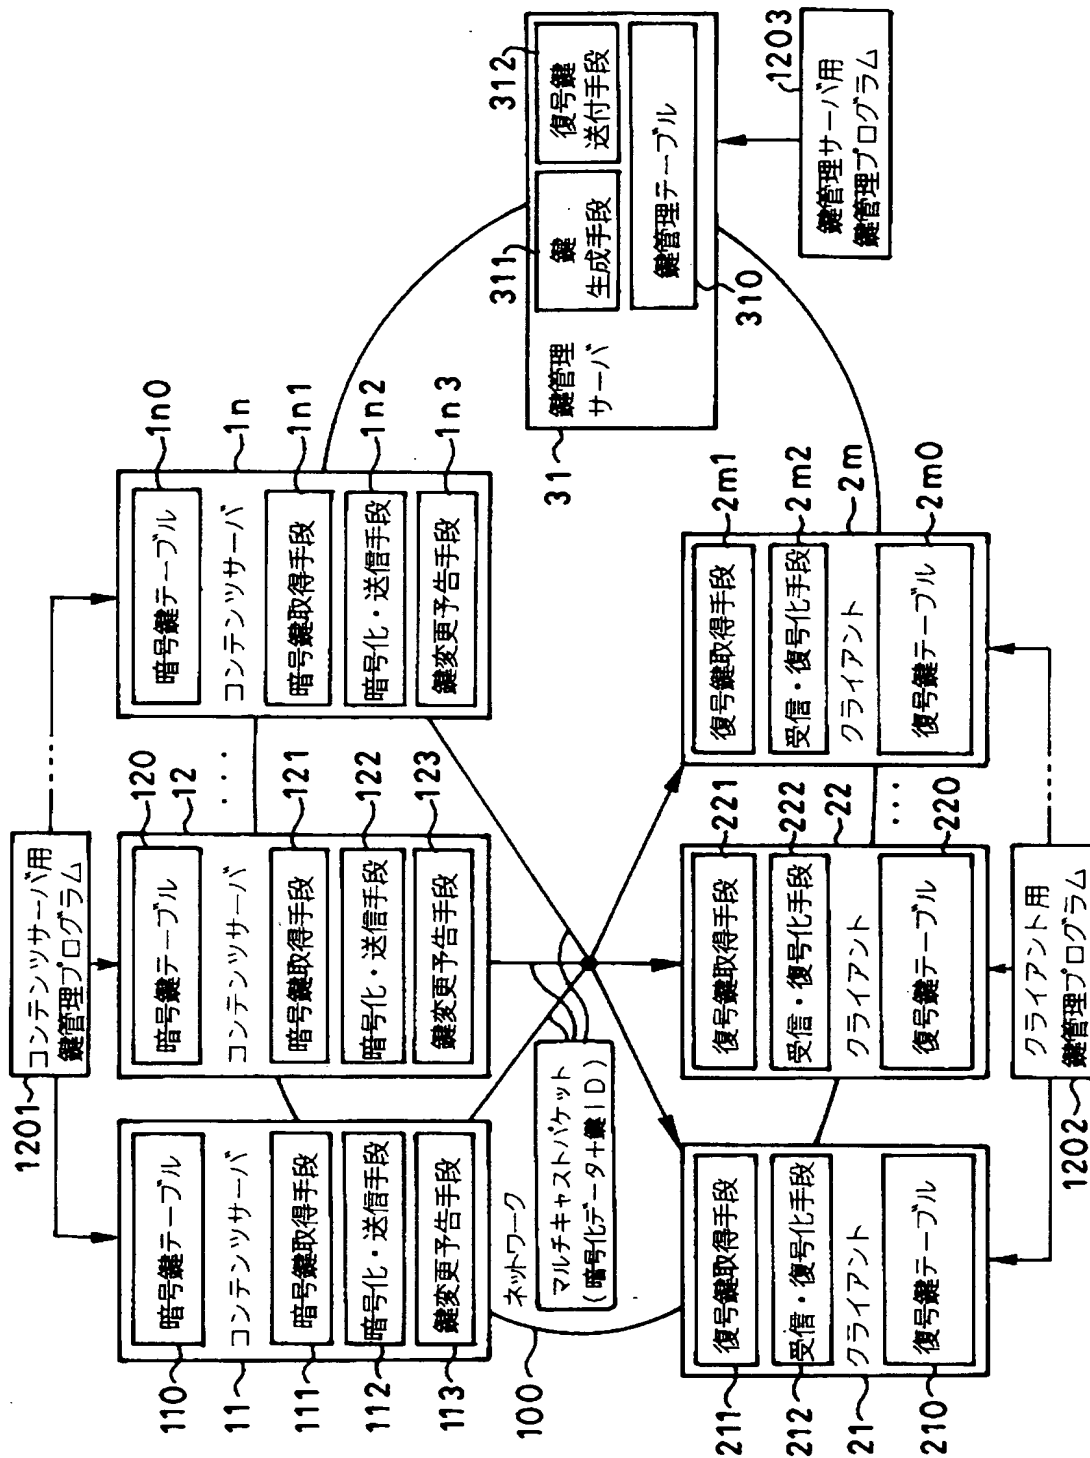 1201
コンテンツサーバ用
鍵管理プログラム
110
暗号鍵テーブル
11
コンテンツサーバ
111
暗号鍵取得手段
112
暗号化・送信手段
113
鍵変更予告手段
120
暗号鍵テーブル
12
コンテンツサーバ
121
暗号鍵取得手段
122
暗号化・送信手段
123
鍵変更予告手段
・・・
1n0
暗号鍵テーブル
1n
コンテンツサーバ
1n1
暗号鍵取得手段
1n2
暗号化・送信手段
1n3
鍵変更予告手段
100
ネットワーク
マルチキャストパケット
(暗号化データ+鍵ID)
31
鍵管理
サーバ
311
鍵
生成手段
312
復号鍵
送付手段
鍵管理テーブル
310
1203
鍵管理サーバ用
鍵管理プログラム
211
復号鍵取得手段
212
受信・復号化手段
21
クライアント
210
復号鍵テーブル
221
復号鍵取得手段
222
受信・復号化手段
22
クライアント
220
復号鍵テーブル
・・・
2m1
復号鍵取得手段
2m2
受信・復号化手段
2m
クライアント
2m0
復号鍵テーブル
1202
クライアント用
鍵管理プログラム